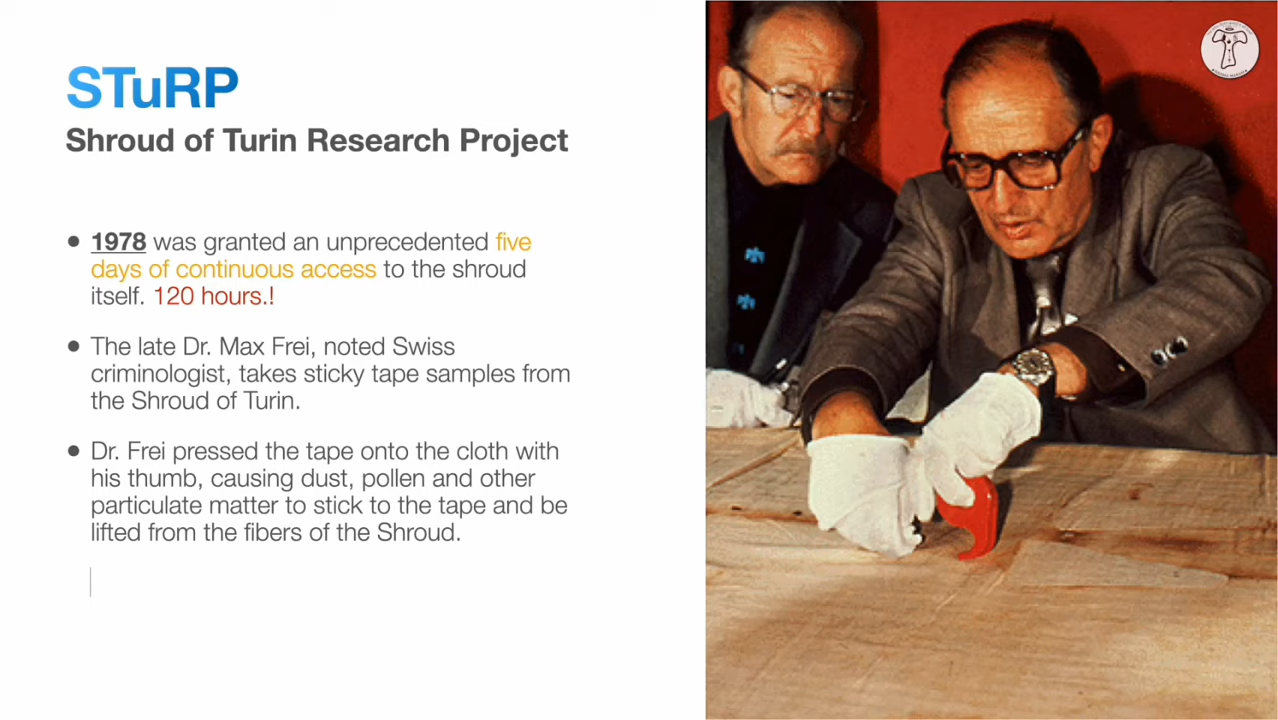 STuRP
Shroud of Turin Research Project
• 1978 was granted an unprecedented five
days of continuous access to the shroud
itself. 120 hours.!
• The late Dr. Max Frei, noted Swiss
criminologist, takes sticky tape samples from
the Shroud of Turin.
• Dr. Frei pressed the tape onto the cloth with
his thumb, causing dust, pollen and other
particulate matter to stick to the tape and be
lifted from the fibers of the Shroud.